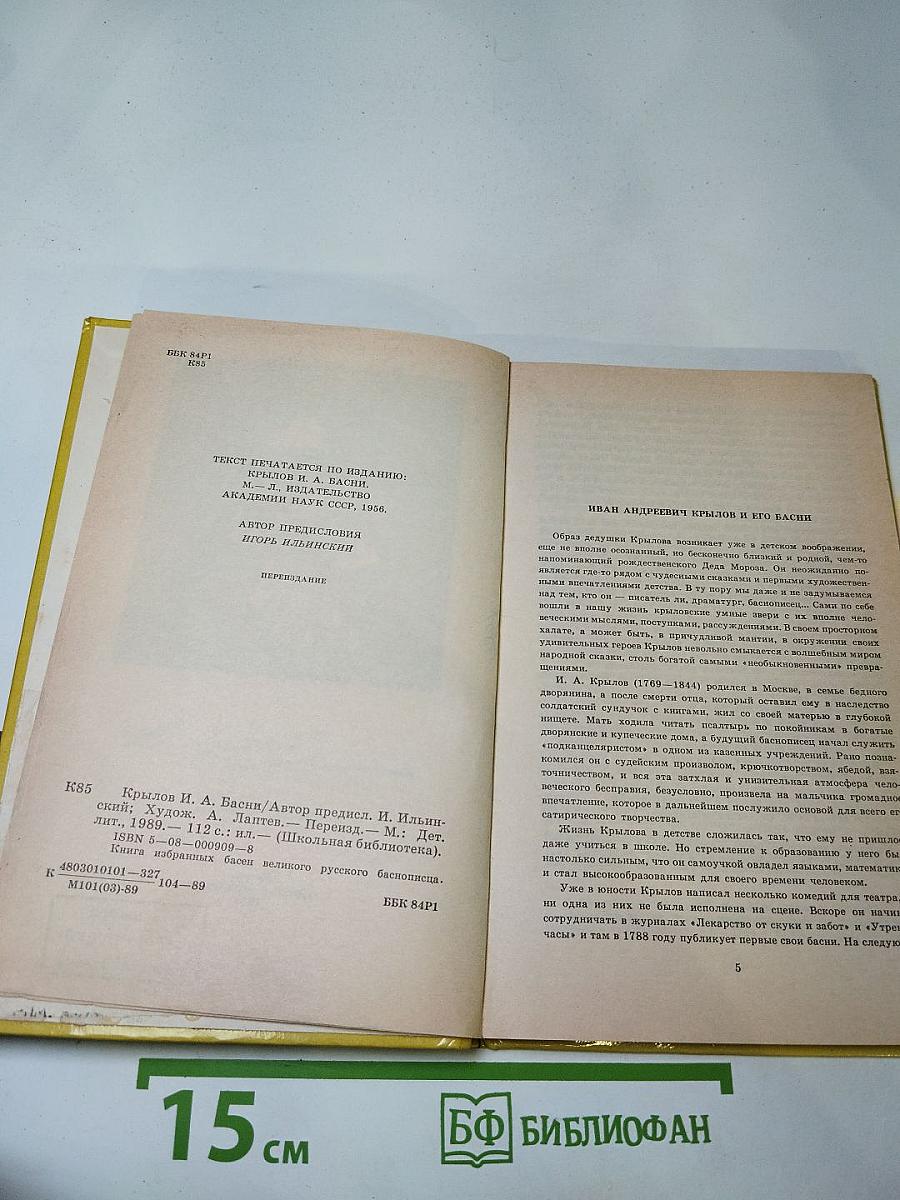 ББК 84Р1
К85
ТЕКСТ ПЕЧАТАЕТСЯ ПО ИЗДАНИЮ:
КРЫЛОВ И. А. БАСНИ.
М.— Л., ИЗДАТЕЛЬСТВО
АКАДЕМИИ НАУК СССР, 1956.
АВТОР ПРЕДИСЛОВИЯ
ИГОРЬ ИЛЬИНСКИЙ
ПЕРЕИЗДАНИЕ
К85 Крылов И. А. Басни/Автор предисл. И. Ильин-
ский; Худож. А. Лаптев.— Переизд.— М.: Дет.
лит., 1989.— 112 с.: ил.— (Школьная библиотека).
ISBN 5—08—000909—8
Книга избранных басен великого русского баснописца.
К 4803010101—327
М101(03)-89 104—89
ББК 84Р1
ИВАН АНДРЕЕВИЧ КРЫЛОВ И ЕГО БАСНИ
Образ дедушки Крылова возникает уже в детском воображении,
еще не вполне осознанный, но бесконечно близкий и родной, чем-то
напоминающий рождественского Деда Мороза. Он неожиданно по-
является где-то рядом с чудесными сказками и первыми художествен-
ными впечатлениями детства. В ту пору мы даже и не задумываемся
над тем, кто он — писатель ли, драматург, баснописец... Сами по себе
вошли в нашу жизнь крыловские умные звери с их вполне чело-
веческими мыслями, поступками, рассуждениями. В своем просторном
халате, а может быть, в причудливой мантии, в окружении своих
удивительных героев Крылов невольно смыкается с волшебным миром
народной сказки, столь богатой самыми «необыкновенными» превра-
щениями.
И. А. Крылов (1769—1844) родился в Москве, в семье бедного
дворянина, а после смерти отца, который оставил ему в наследство
солдатский сундучок с книгами, жил со своей матерью в глубокой
нищете. Мать ходила читать псалтырь по покойникам в богатые
дворянские и купеческие дома, а будущий баснописец начал служить
«подканцеляристом» в одном из казенных учреждений. Рано позна-
комился он с судейским произволом, крючкотворством, ябедой, взя-
точничеством, и вся эта затхлая и унизительная атмосфера чело-
веческого бесправия, безусловно, произвела на мальчика громадное
впечатление, которое в дальнейшем послужило основой для всего его
сатирического творчества.
Жизнь Крылова в детстве сложилась так, что ему не пришлос
даже учиться в школе. Но стремление к образованию у него бы
настолько сильным, что он самоучкой овладел языками, математик
и стал высокообразованным для своего времени человеком.
Уже в юности Крылов написал несколько комедий для театра,
ни одна из них не была исполнена на сцене. Вскоре он начин
сотрудничать в журналах «Лекарство от скуки и забот» и «Утрен
часы» и там в 1788 году публикует первые свои басни. На следую
5
15 см
БФ БИБЛИОФАН